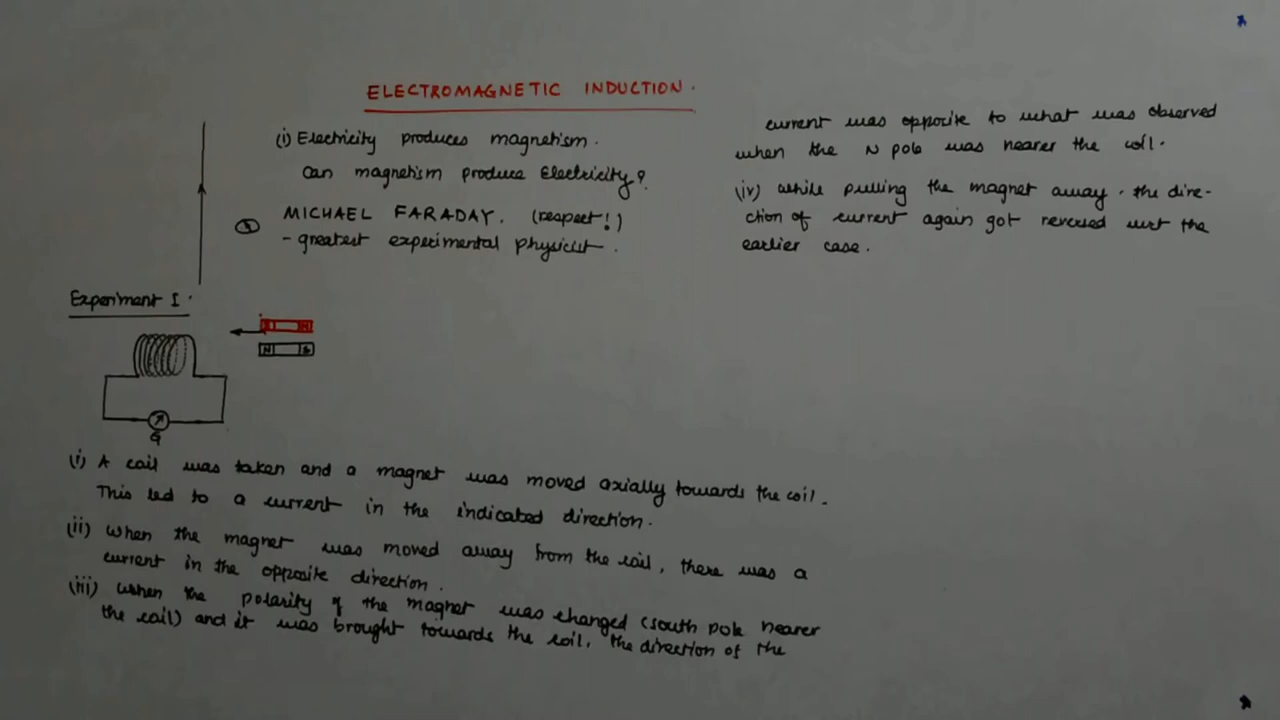 ELECTROMAGNETIC INDUCTION.
(i) Electricity produces magnetism.
Can magnetism produce Electricity?
MICHAEL FARADAY. (respect!)
- greatest experimental physicist.
Experiment I.
N S
G
(i) A coil was taken and a magnet was moved axially towards the coil.
This led to a current in the indicated direction.
(ii) When the magnet was moved away from the coil, there was a
current in the opposite direction.
(iii) When the polarity of the magnet was changed (south pole nearer
the coil) and it was brought towards the coil, the direction of the
current was opposite to what was observed
when the N pole was nearer the coil.
(iv) while pulling the magnet away, the dire-
ction of current again got reversed wrt the
earlier case.